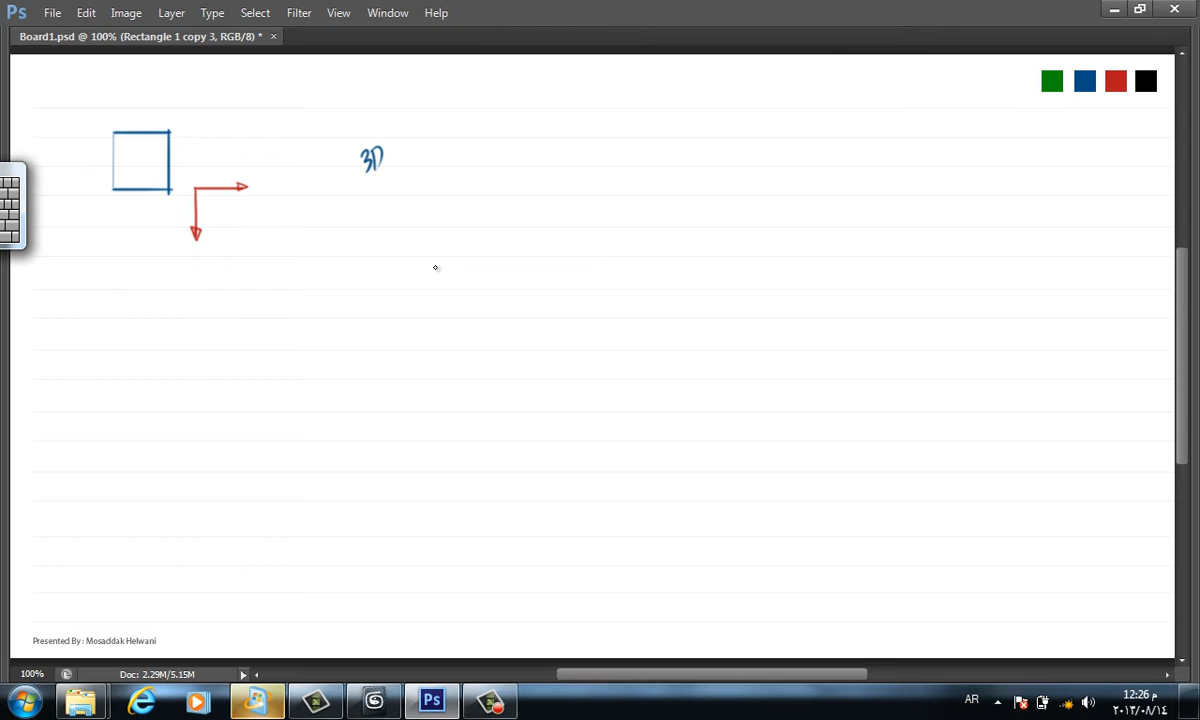 Ps File Edit Image Layer Type Select Filter View Window Help
Board1.psd @ 100% (Rectangle 1 copy 3, RGB/8) * ×
3D
Presented By : Mosaddak Helwani
100% Doc: 2.29M/5.15M
Ps AR 12:26 م
٢٠١٣/٠٨/١٤